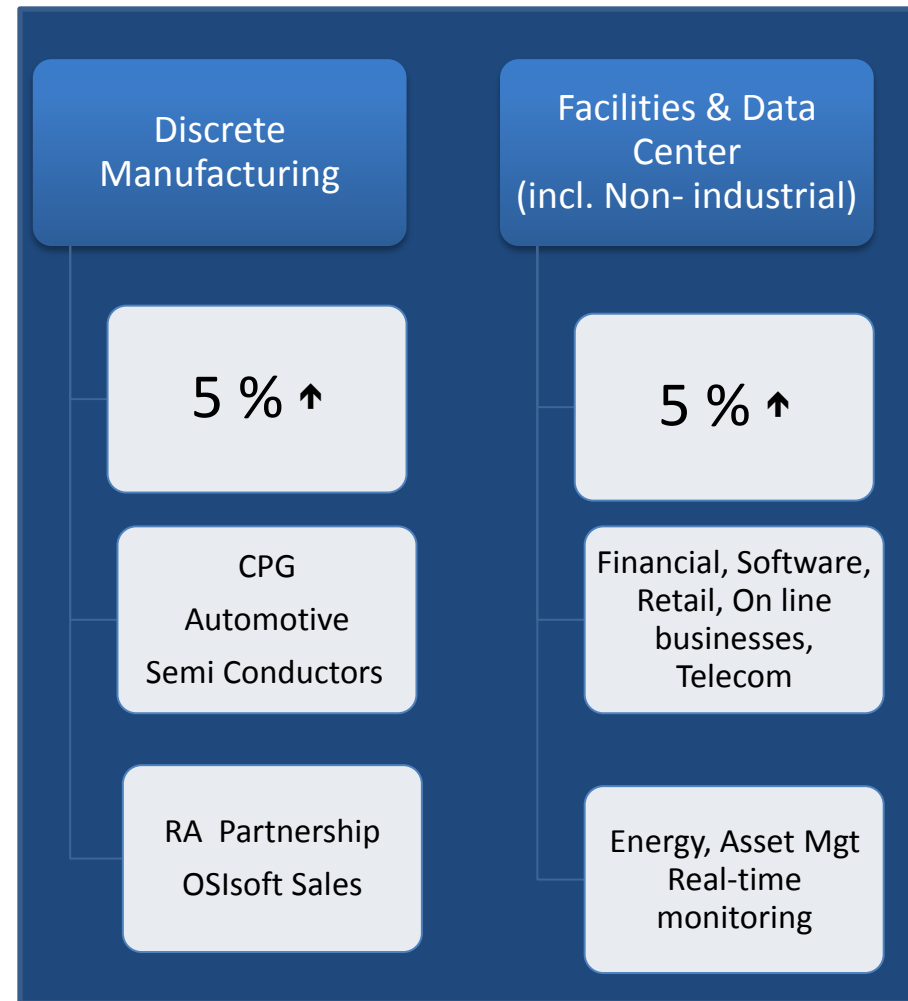 Discrete
Manufacturing
5 % ↑
CPG
Automotive
Semi Conductors
RA  Partnership
OSIsoft Sales
Facilities & Data
Center
(incl. Non- industrial)
5 % ↑
Financial, Software,
Retail, On line
businesses,
Telecom
Energy, Asset Mgt
Real-time
monitoring